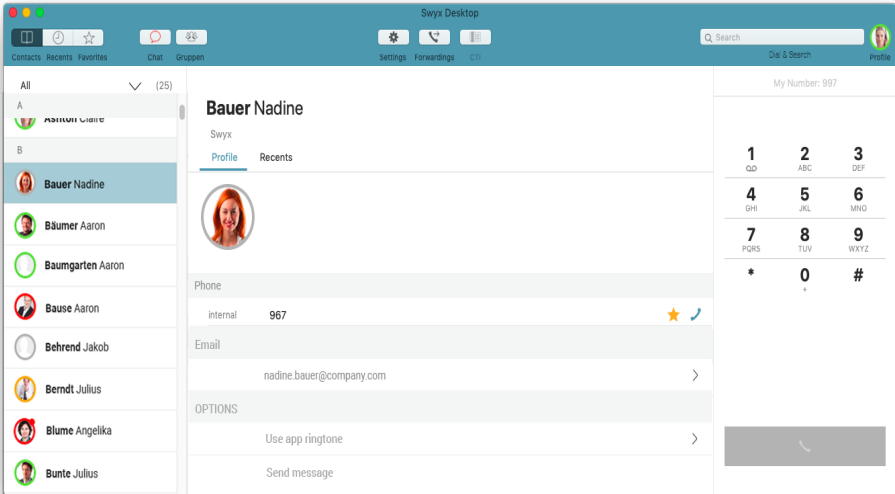 Swyx Desktop
Contacts Recents Favorites Chat Gruppen Settings Forwardings CTI
Search
Dial & Search
Profile
All (25)
A
Ashton Claire
B
Bauer Nadine
Bäumer Aaron
Baumgarten Aaron
Bause Aaron
Behrend Jakob
Berndt Julius
Blume Angelika
Bunte Julius
Bauer Nadine
Swyx
Profile Recents
Phone
internal 967
Email
nadine.bauer@company.com
OPTIONS
Use app ringtone
Send message
My Number: 997
1 2 3
ABC DEF
4 5 6
GHI JKL MNO
7 8 9
PQRS TUV WXYZ
* 0 #
+